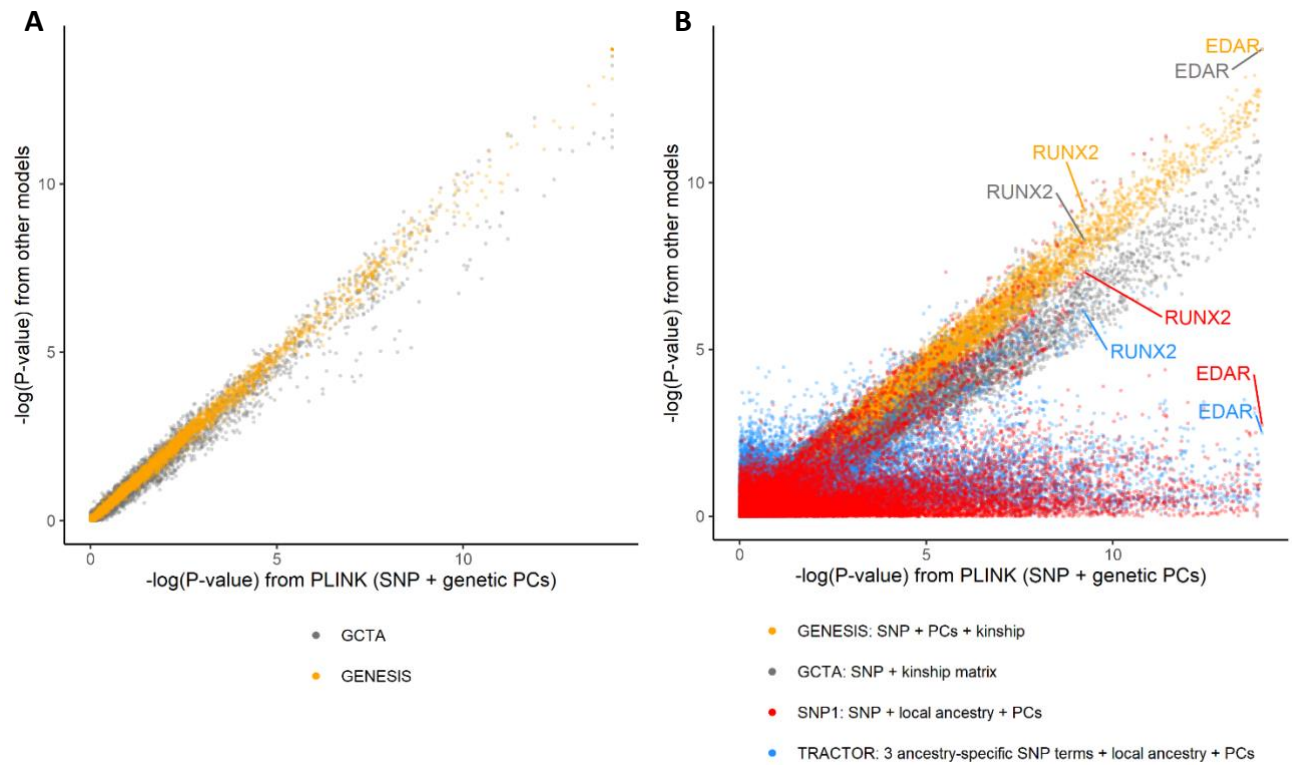 A
-log(P-value) from other models
10
5
0
0
5
10
-log(P-value) from PLINK (SNP + genetic PCs)
GCTA
GENESIS
B
-log(P-value) from other models
10
5
0
0
5
10
EDAR
EDAR
RUNX2
RUNX2
RUNX2
RUNX2
EDAR
EDAR
-log(P-value) from PLINK (SNP + genetic PCs)
GENESIS: SNP + PCs + kinship
GCTA: SNP + kinship matrix
SNP1: SNP + local ancestry + PCs
TRACTOR: 3 ancestry-specific SNP terms + local ancestry + PCs